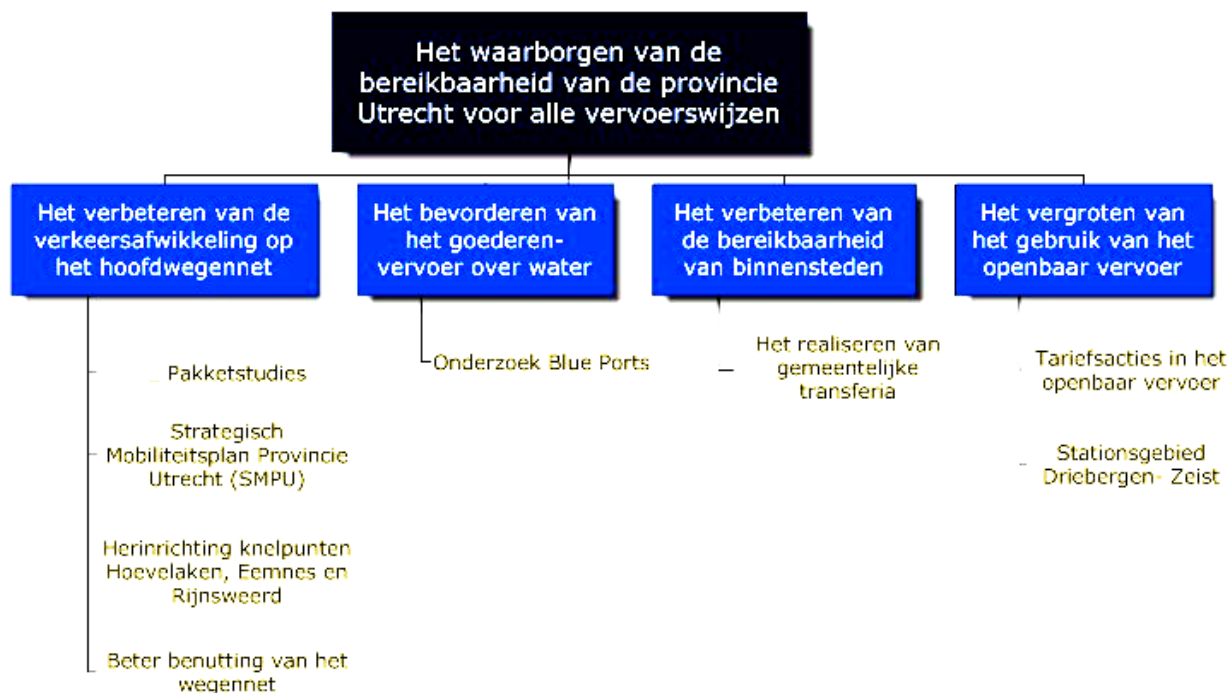 Het waarborgen van de
bereikbaarheid van de provincie
Utrecht voor alle vervoerswijzen
Het verbeteren van de
verkeersafwikkeling op
het hoofdwegennet
Het bevorderen van
het goederen-
vervoer over water
Het verbeteren van
de bereikbaarheid
van binnensteden
Het vergroten van
het gebruik van het
openbaar vervoer
Pakketstudies
Strategisch
Mobiliteitsplan Provincie
Utrecht (SMPU)
Herinrichting knelpunten
Hoevelaken, Eemnes en
Rijnsweerd
Beter benutting van het
wegennet
Onderzoek Blue Ports
Het realiseren van
gemeentelijke
transferia
Tariefsacties in het
openbaar vervoer
Stationsgebied
Driebergen- Zeist